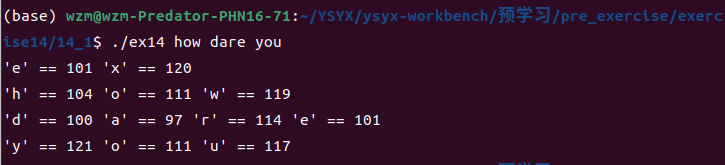 (base) wzm@wzm-Predator-PHN16-71:~/YSYX/ysyx-workbench/预学习/pre_exercise/exerc
ise14/14_1$ ./ex14 how dare you
'e' == 101 'x' == 120
'h' == 104 'o' == 111 'w' == 119
'd' == 100 'a' == 97 'r' == 114 'e' == 101
'y' == 121 'o' == 111 'u' == 117